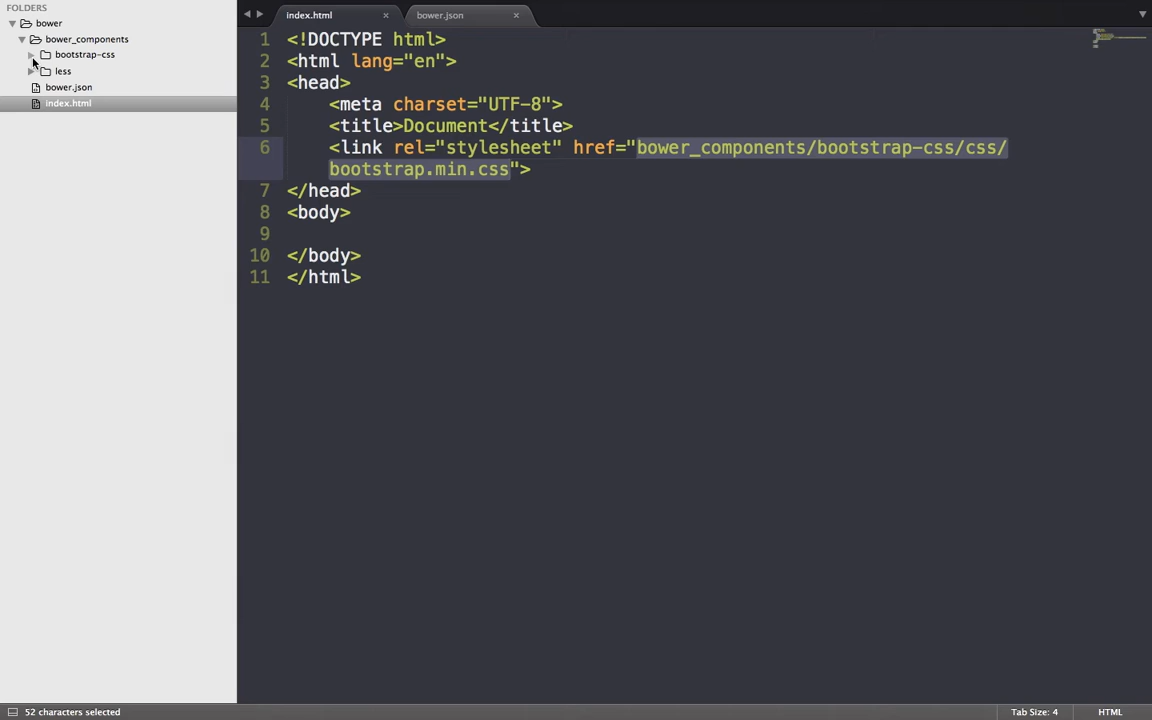 FOLDERS
bower
bower_components
bootstrap-css
less
bower.json
index.html
index.html × bower.json ×
1 <!DOCTYPE html>
2 <html lang="en">
3 <head>
4 <meta charset="UTF-8">
5 <title>Document</title>
6 <link rel="stylesheet" href="bower_components/bootstrap-css/css/
bootstrap.min.css">
7 </head>
8 <body>
9
10 </body>
11 </html>
52 characters selected Tab Size: 4 HTML